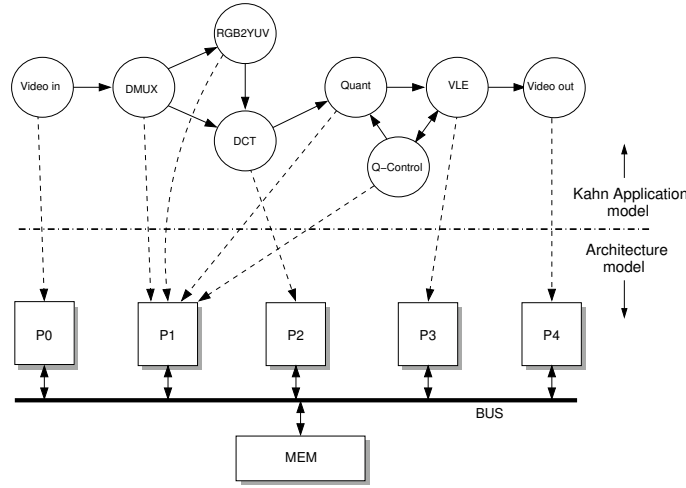 RGB2YUV
Video in
DMUX
Quant
VLE
Video out
DCT
Q-Control
Kahn Application
model
Architecture
model
P0
P1
P2
P3
P4
BUS
MEM